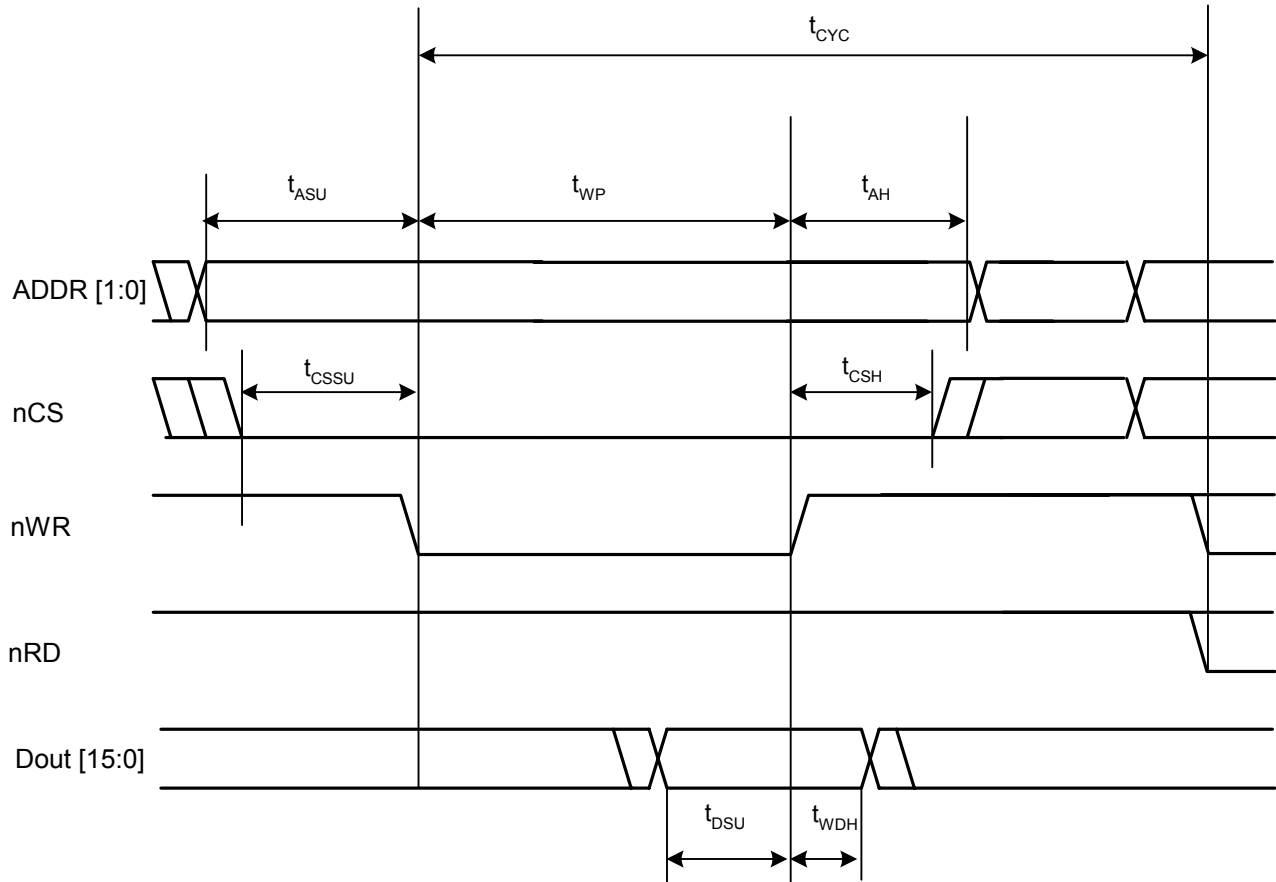 tCYC
tASU
tWP
tAH
ADDR [1:0]
tCSSU
tCSH
nCS
nWR
nRD
Dout [15:0]
tDSU
tWDH